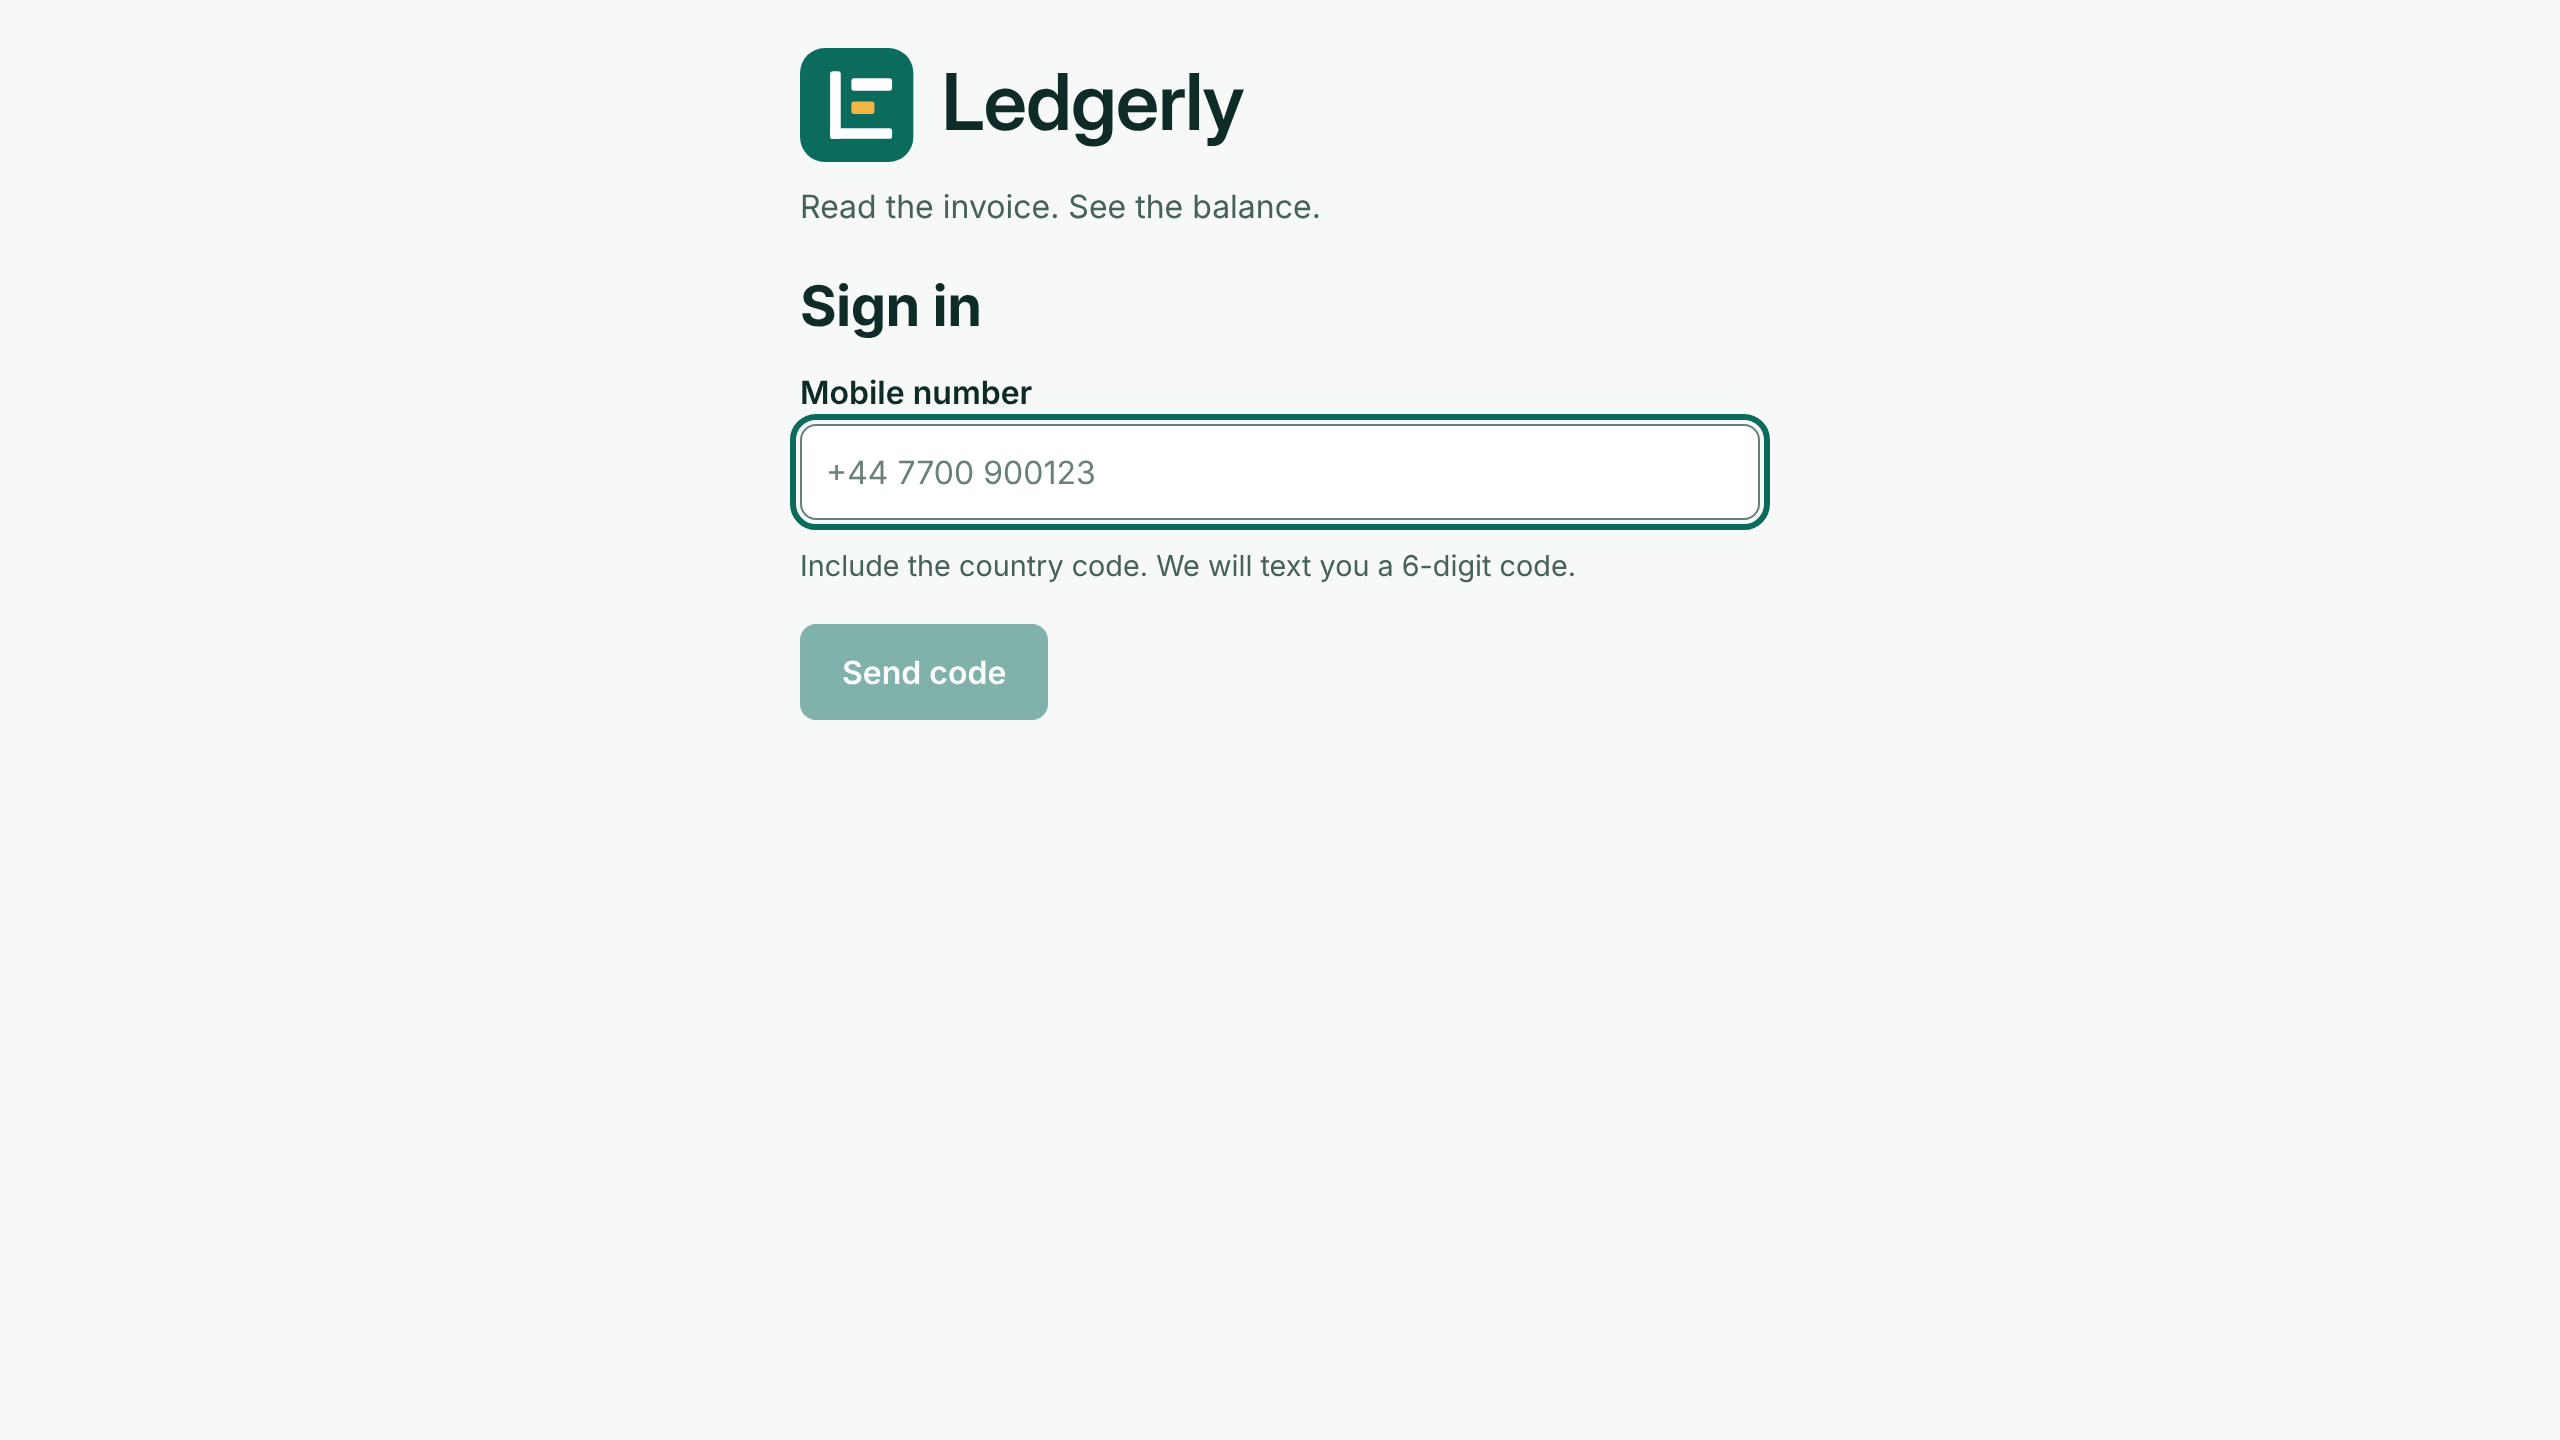 Ledgerly
Read the invoice. See the balance.
Sign in
Mobile number
+44 7700 900123
Include the country code. We will text you a 6-digit code.
Send code